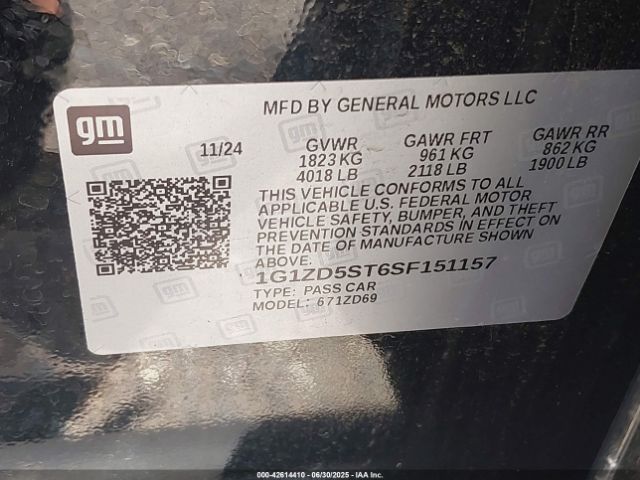 gm
MFD BY GENERAL MOTORS LLC
11/24 GVWR GAWR FRT GAWR RR
1823 KG 961 KG 862 KG
4018 LB 2118 LB 1900 LB
THIS VEHICLE CONFORMS TO ALL
APPLICABLE U.S. FEDERAL MOTOR
VEHICLE SAFETY, BUMPER, AND THEFT
PREVENTION STANDARDS IN EFFECT ON
THE DATE OF MANUFACTURE SHOWN
ABOVE.
1G1ZD5ST6SF151157
TYPE: PASS CAR
MODEL: 671ZD69
000-42614410 - 06/30/2025 - IAA Inc.